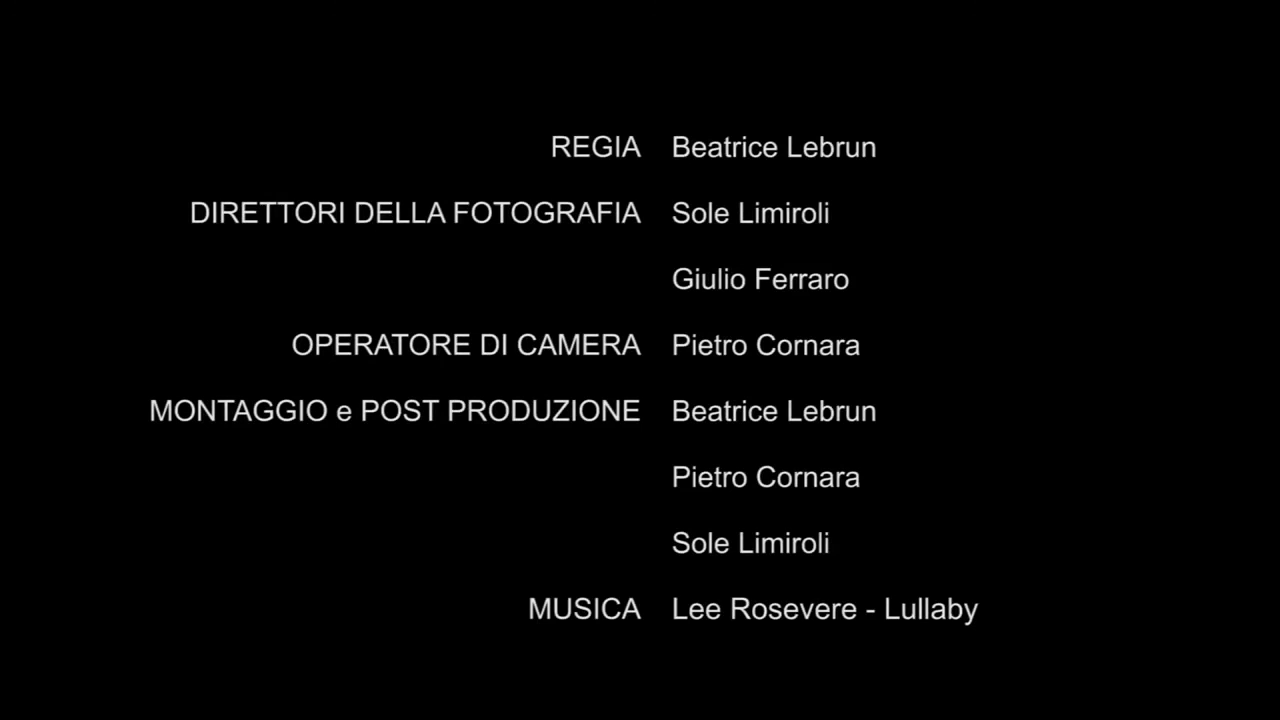 REGIA Beatrice Lebrun
DIRETTORI DELLA FOTOGRAFIA Sole Limiroli
Giulio Ferraro
OPERATORE DI CAMERA Pietro Cornara
MONTAGGIO e POST PRODUZIONE Beatrice Lebrun
Pietro Cornara
Sole Limiroli
MUSICA Lee Rosevere - Lullaby